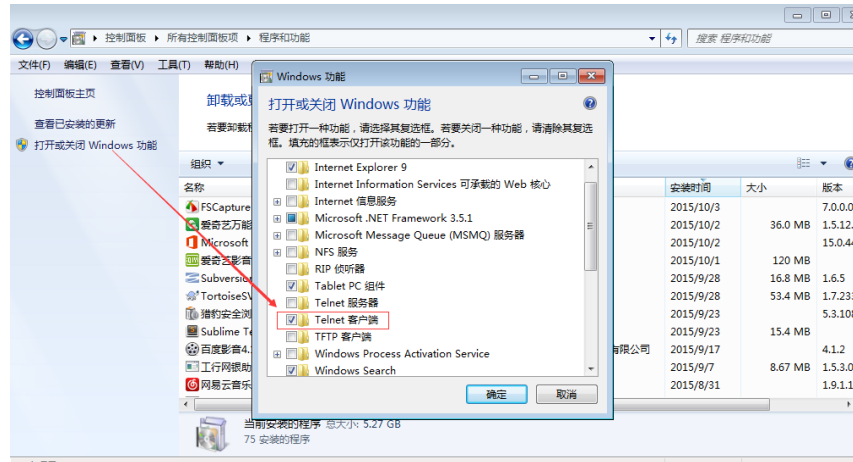 控制面板 ▸ 所有控制面板项 ▸ 程序和功能
搜索 程序和功能
文件(F) 编辑(E) 查看(V) 工具(T) 帮助(H)
控制面板主页
查看已安装的更新
打开或关闭 Windows 功能
卸载或
若要卸载
组织
名称
安装时间 大小 版本
FSCapture 2015/10/3 7.0.0.0
爱奇艺万能 2015/10/2 36.0 MB 1.5.12.
Microsoft 2015/10/2 15.0.44
爱奇艺影音 2015/10/1 120 MB
Subversion 2015/9/28 16.8 MB 1.6.5
TortoiseSV 2015/9/28 53.4 MB 1.7.231
猎豹安全浏 2015/9/23 5.3.108
Sublime Te 2015/9/23 15.4 MB
百度影音4. 有限公司 2015/9/17 4.1.2
工行网银助 2015/9/7 8.67 MB 1.5.3.0
网易云音乐 2015/8/31 1.9.1.1
当前安装的程序 总大小: 5.27 GB
75 安装的程序
Windows 功能
打开或关闭 Windows 功能
若要打开一种功能，请选择其复选框。若要关闭一种功能，请清除其复选
框。填充的框表示仅打开该功能的一部分。
Internet Explorer 9
Internet Information Services 可承载的 Web 核心
Internet 信息服务
Microsoft .NET Framework 3.5.1
Microsoft Message Queue (MSMQ) 服务器
NFS 服务
RIP 侦听器
Tablet PC 组件
Telnet 服务器
Telnet 客户端
TFTP 客户端
Windows Process Activation Service
Windows Search
确定 取消